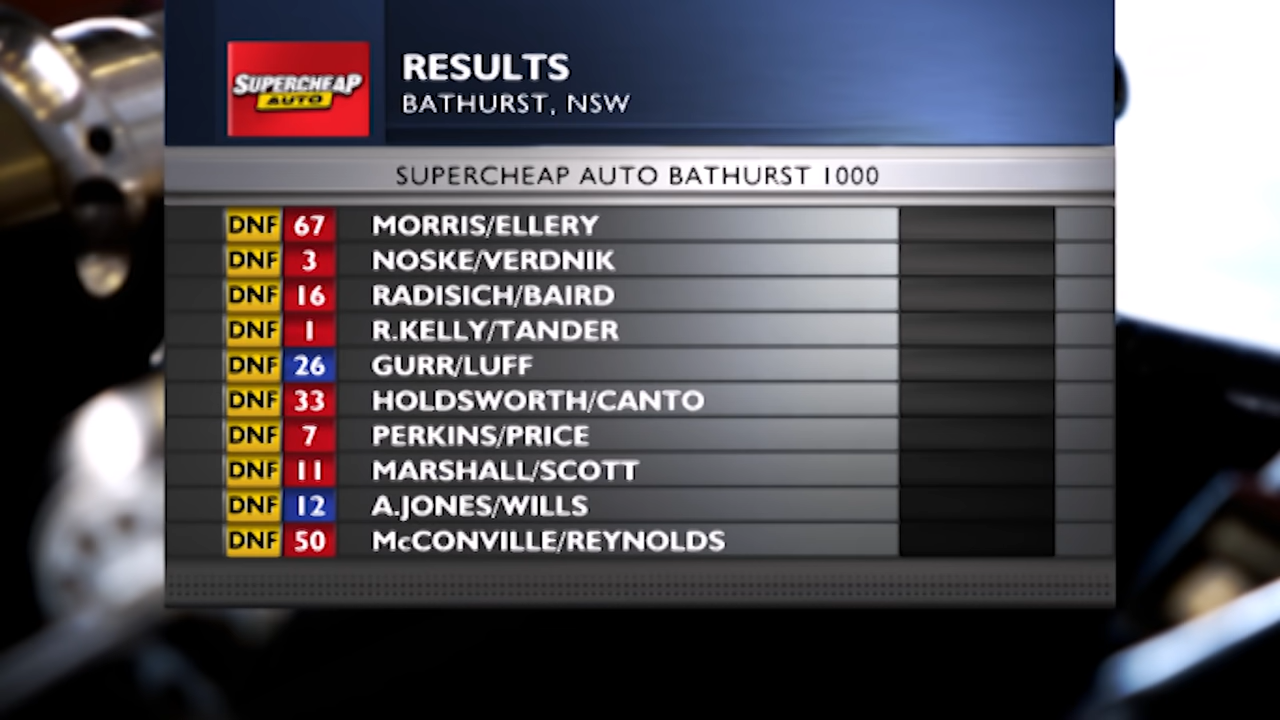 SUPERCHEAP
AUTO
RESULTS
BATHURST, NSW
SUPERCHEAP AUTO BATHURST 1000
DNF 67 MORRIS/ELLERY
DNF 3 NOSKE/VERDNIK
DNF 16 RADISICH/BAIRD
DNF 1 R.KELLY/TANDER
DNF 26 GURR/LUFF
DNF 33 HOLDSWORTH/CANTO
DNF 7 PERKINS/PRICE
DNF 11 MARSHALL/SCOTT
DNF 12 A.JONES/WILLS
DNF 50 McCONVILLE/REYNOLDS